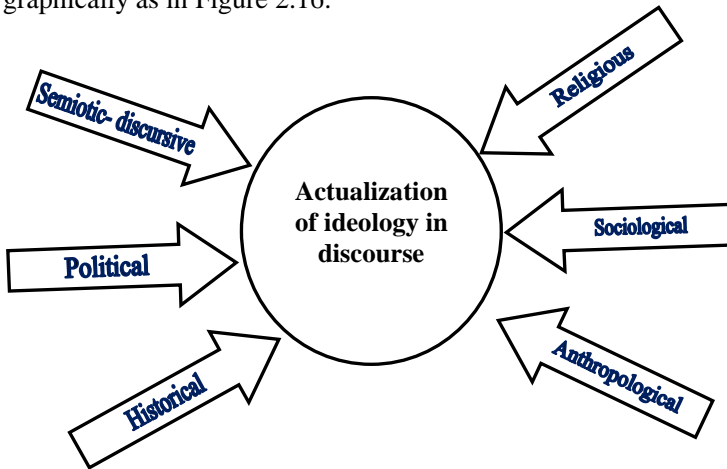 graphically as in Figure 2.16.
Semiotic- discursive
Religious
Actualization
of ideology in
discourse
Sociological
Political
Anthropological
Historical